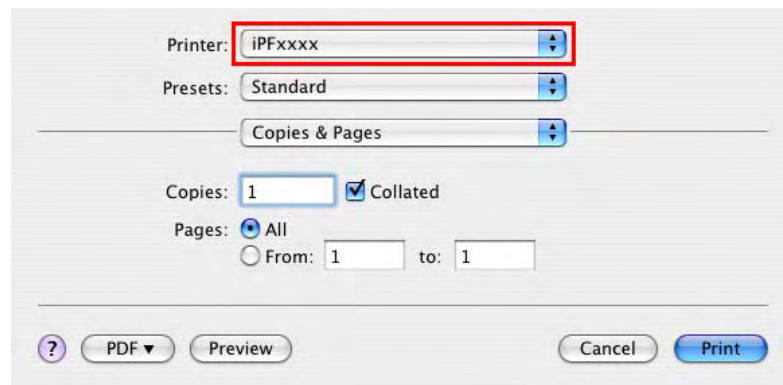 Printer: iPFxxxx
Presets: Standard
Copies & Pages
Copies: 1 Collated
Pages: All
From: 1 to: 1
? PDF▼ Preview Cancel Print